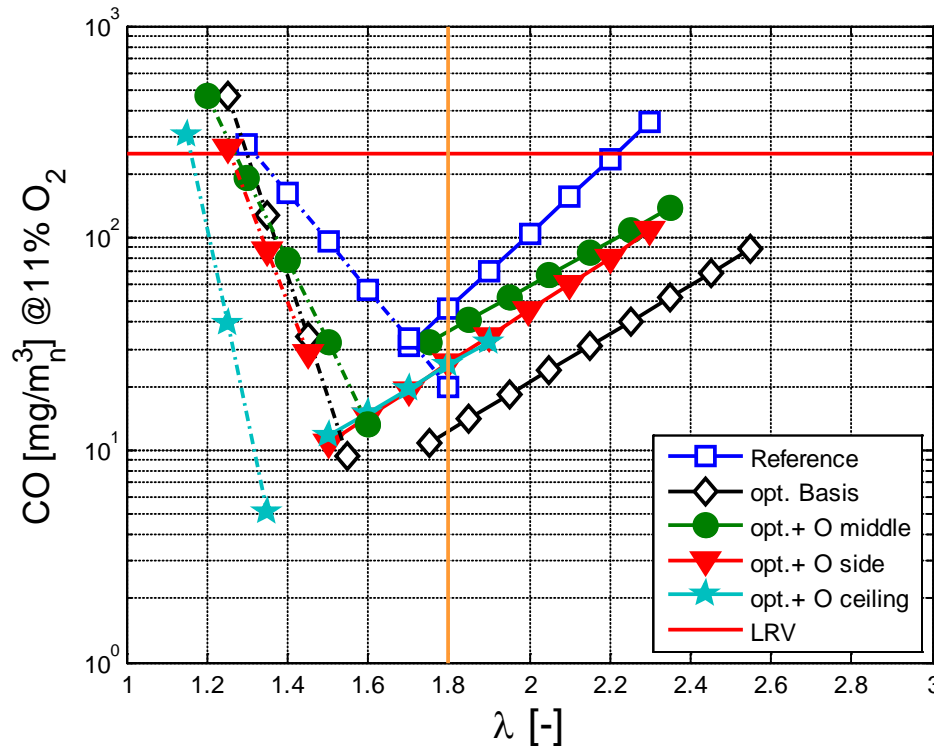 10³
10²
10¹
10⁰
CO [mg/m³ₙ] @11% O₂
1 1.2 1.4 1.6 1.8 2 2.2 2.4 2.6 2.8 3
λ [-]
Reference
opt. Basis
opt.+ O middle
opt.+ O side
opt.+ O ceiling
LRV